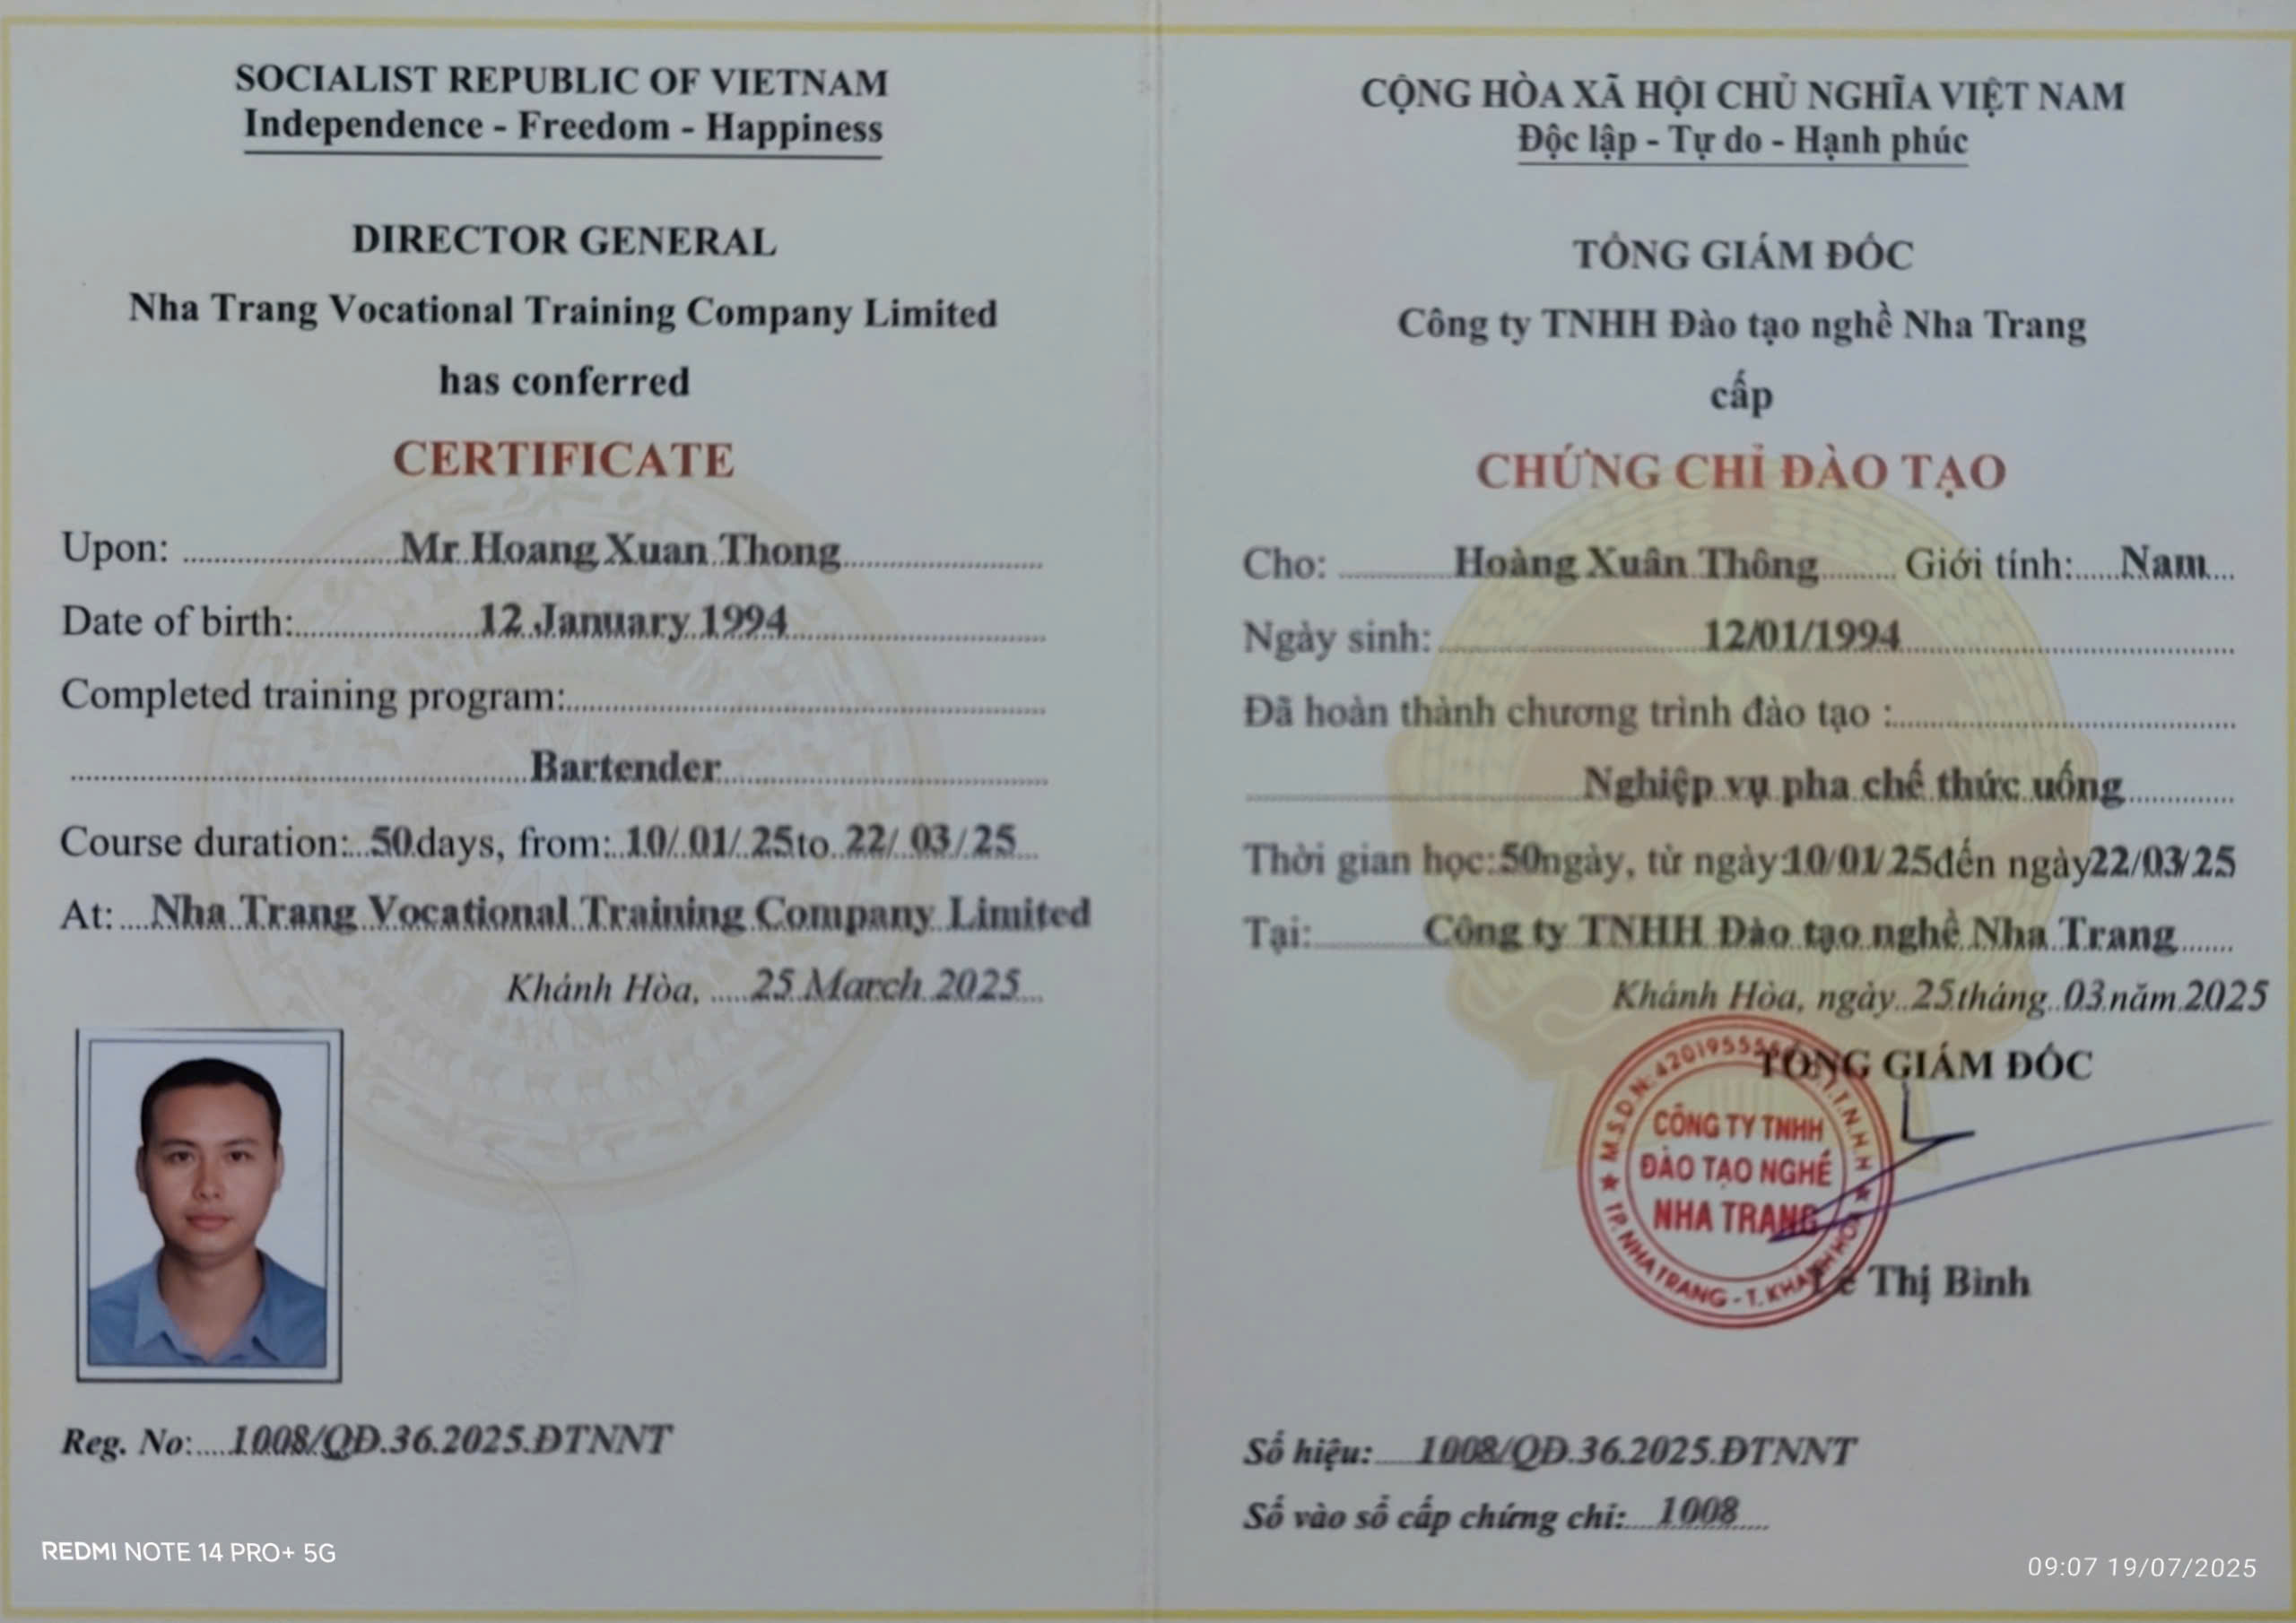 SOCIALIST REPUBLIC OF VIETNAM
Independence - Freedom - Happiness
DIRECTOR GENERAL
Nha Trang Vocational Training Company Limited
has conferred
CERTIFICATE
Upon: Mr Hoang Xuan Thong
Date of birth: 12 January 1994
Completed training program:
Bartender
Course duration: 50 days, from: 10/ 01/ 25 to 22/ 03/ 25
At: Nha Trang Vocational Training Company Limited
Khánh Hòa, 25 March 2025
Reg. No: 1008/QĐ.36.2025.ĐTNNT
REDMI NOTE 14 PRO+ 5G
CỘNG HÒA XÃ HỘI CHỦ NGHĨA VIỆT NAM
Độc lập - Tự do - Hạnh phúc
TỔNG GIÁM ĐỐC
Công ty TNHH Đào tạo nghề Nha Trang
cấp
CHỨNG CHỈ ĐÀO TẠO
Cho: Hoàng Xuân Thông Giới tính: Nam
Ngày sinh: 12/01/1994
Đã hoàn thành chương trình đào tạo :
Nghiệp vụ pha chế thức uống
Thời gian học: 50 ngày, từ ngày 10/01/25 đến ngày 22/03/25
Tại: Công ty TNHH Đào tạo nghề Nha Trang
Khánh Hòa, ngày 25 tháng 03 năm 2025
TỔNG GIÁM ĐỐC
CÔNG TY TNHH
ĐÀO TẠO NGHỀ
NHA TRANG
TP. NHA TRANG - T. KHÁNH HÒA
Lê Thị Bình
Số hiệu: 1008/QĐ.36.2025.ĐTNNT
Số vào sổ cấp chứng chỉ: 1008
09:07 19/07/2025